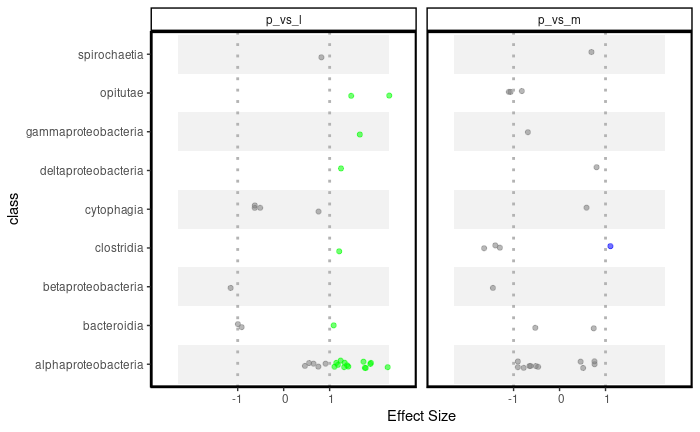 p_vs_l
p_vs_m
spirochaetia
opitutae
gammaproteobacteria
deltaproteobacteria
cytophagia
clostridia
betaproteobacteria
bacteroidia
alphaproteobacteria
class
-1 0 1
-1 0 1
Effect Size